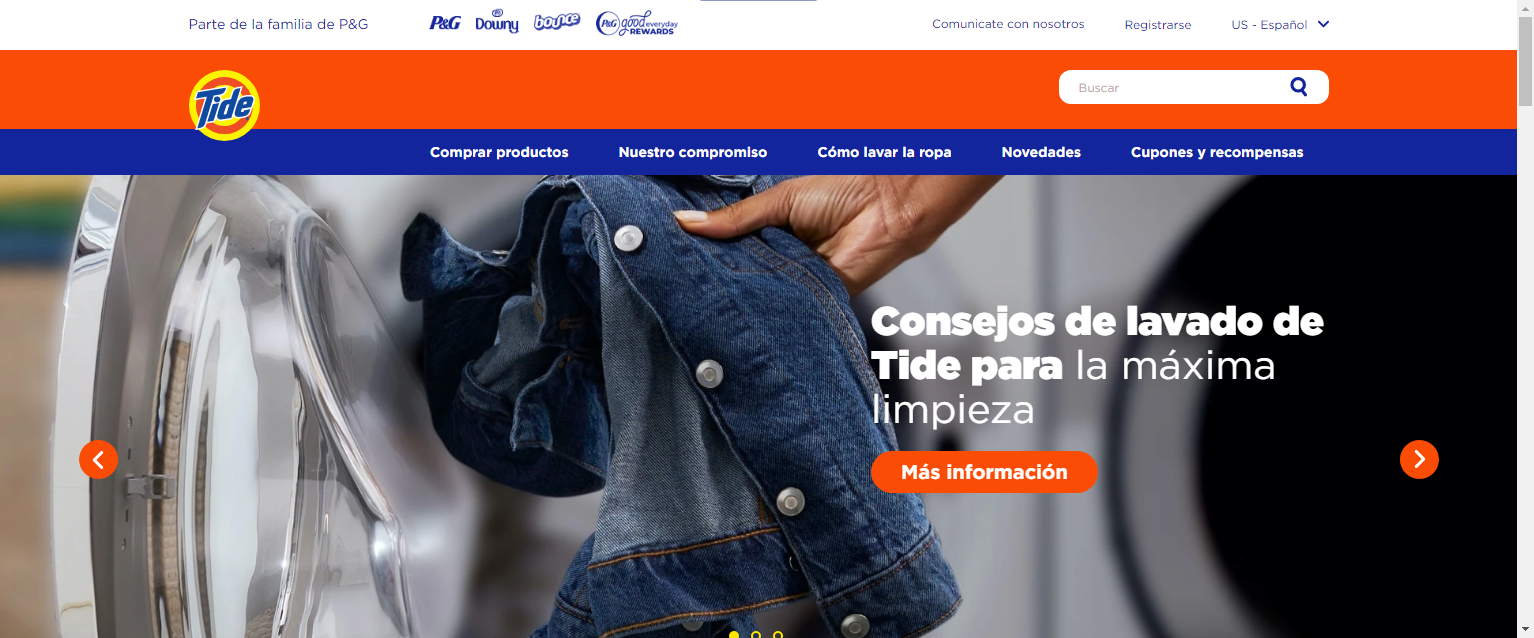 Parte de la familia de P&G
P&G
Downy
bounce
P&G good everyday
REWARDS
Comunicate con nosotros
Registrarse
US - Español
Tide
Buscar
Comprar productos
Nuestro compromiso
Cómo lavar la ropa
Novedades
Cupones y recompensas
Consejos de lavado de
Tide para la máxima
limpieza
Más información